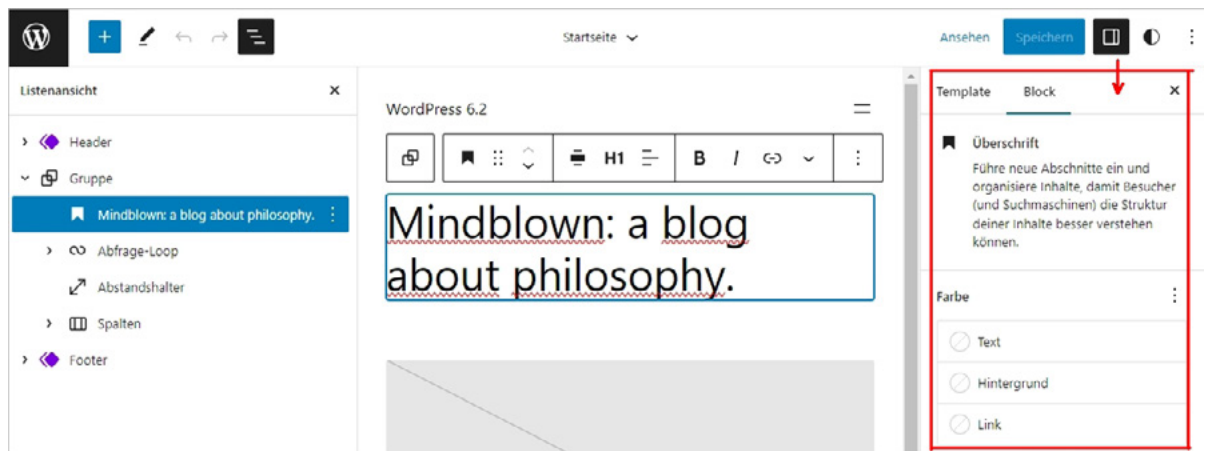 Startseite
Ansehen
Speichern
Listenansicht
Header
Gruppe
Mindblown: a blog about philosophy.
Abfrage-Loop
Abstandshalter
Spalten
Footer
WordPress 6.2
H1
B
I
Mindblown: a blog
about philosophy.
Template
Block
Überschrift
Führe neue Abschnitte ein und
organisiere Inhalte, damit Besucher
(und Suchmaschinen) die Struktur
deiner Inhalte besser verstehen
können.
Farbe
Text
Hintergrund
Link